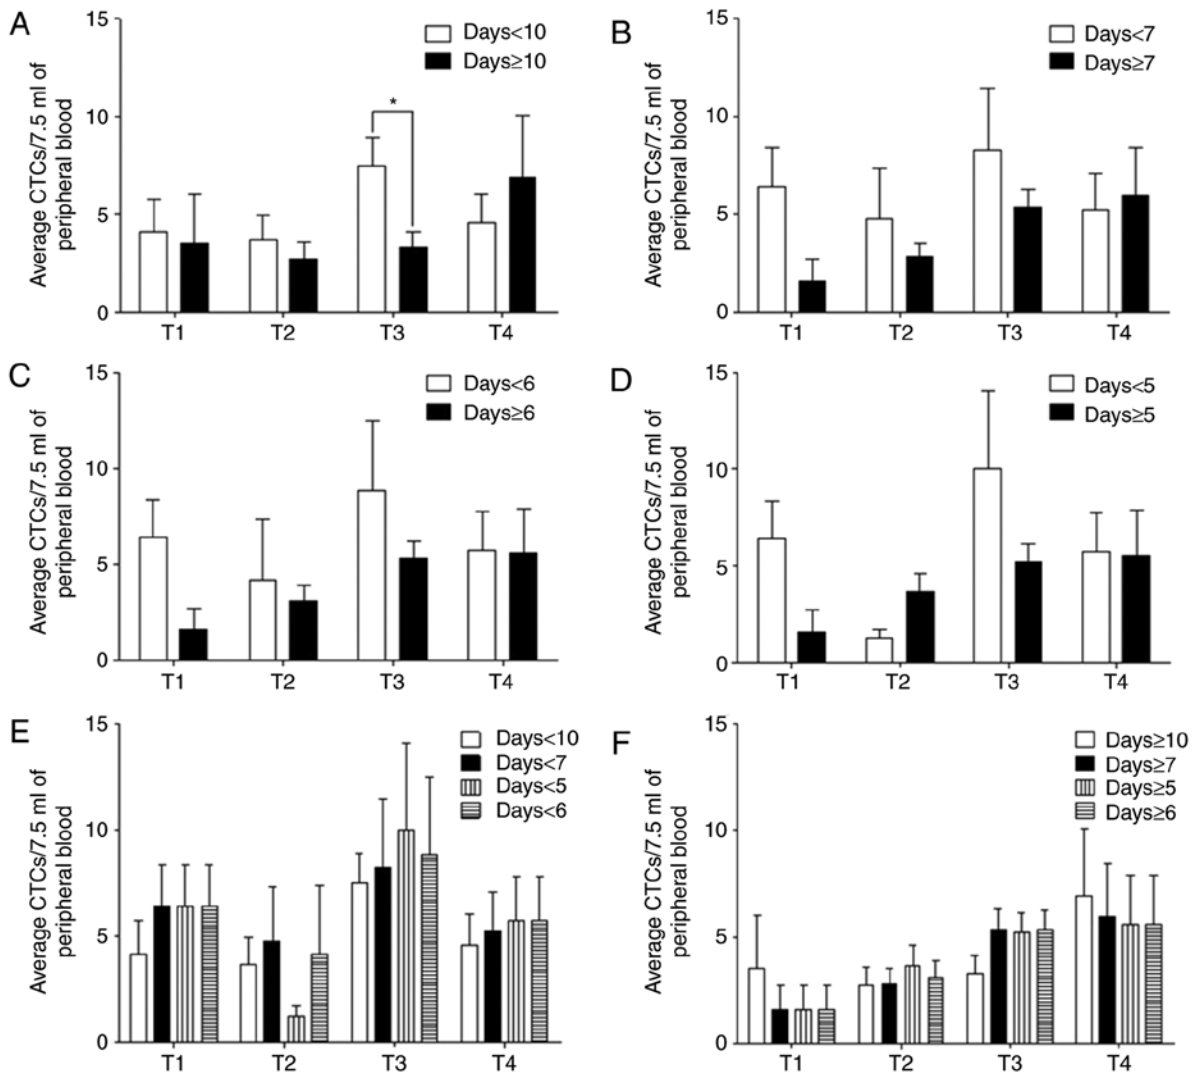 A
Average CTCs/7.5 ml of
peripheral blood
15
10
5
0
Days<10
Days≥10
*
T1 T2 T3 T4
B
Average CTCs/7.5 ml of
peripheral blood
15
10
5
0
Days<7
Days≥7
T1 T2 T3 T4
C
Average CTCs/7.5 ml of
peripheral blood
15
10
5
0
Days<6
Days≥6
T1 T2 T3 T4
D
Average CTCs/7.5 ml of
peripheral blood
15
10
5
0
Days<5
Days≥5
T1 T2 T3 T4
E
Average CTCs/7.5 ml of
peripheral blood
15
10
5
0
Days<10
Days<7
Days<5
Days<6
T1 T2 T3 T4
F
Average CTCs/7.5 ml of
peripheral blood
15
10
5
0
Days≥10
Days≥7
Days≥5
Days≥6
T1 T2 T3 T4